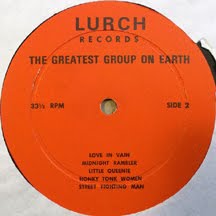 LURCH
RECORDS
THE GREATEST GROUP ON EARTH
33⅓ RPM
SIDE 2
LOVE IN VAIN
MIDNIGHT RAMBLER
LITTLE QUEENIE
HONKY TONK WOMEN
STREET FIGHTING MAN